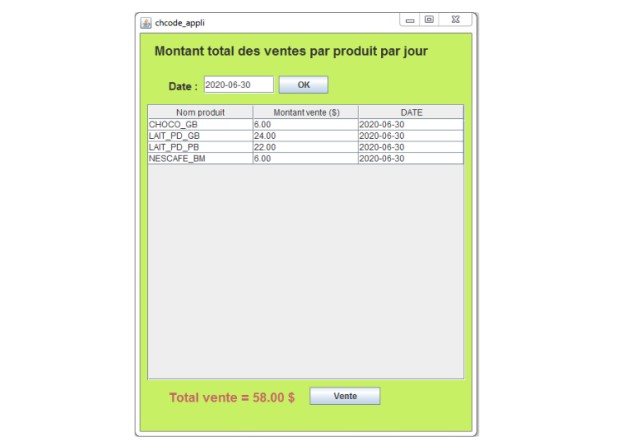 chcode_appli
Montant total des ventes par produit par jour
Date : 2020-06-30 OK
Nom produit Montant vente ($) DATE
CHOCO_GB 6.00 2020-06-30
LAIT_PD_GB 24.00 2020-06-30
LAIT_PD_PB 22.00 2020-06-30
NESCAFE_BM 6.00 2020-06-30
Total vente = 58.00 $ Vente